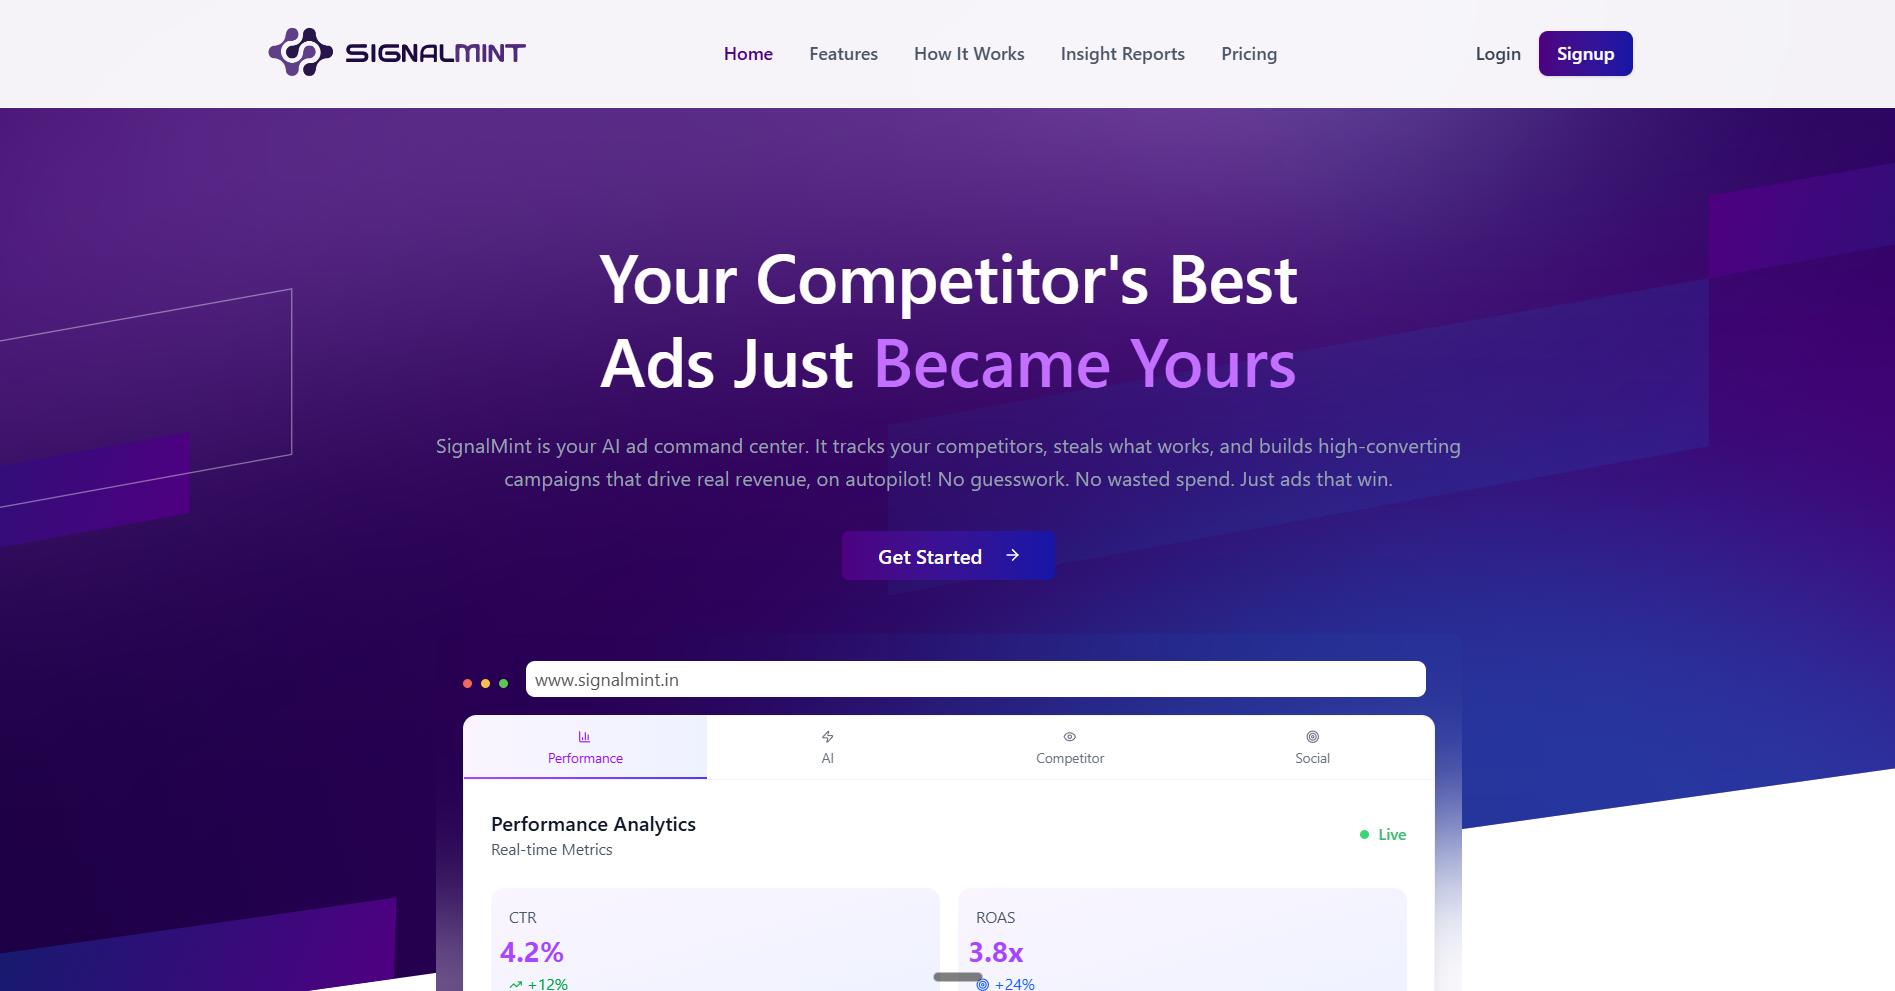 SIGNALMINT
Home
Features
How It Works
Insight Reports
Pricing
Login
Signup
Your Competitor's Best
Ads Just Became Yours
SignalMint is your AI ad command center. It tracks your competitors, steals what works, and builds high-converting
campaigns that drive real revenue, on autopilot! No guesswork. No wasted spend. Just ads that win.
Get Started
www.signalmint.in
Performance
AI
Competitor
Social
Performance Analytics
Real-time Metrics
Live
CTR
4.2%
+12%
ROAS
3.8x
+24%